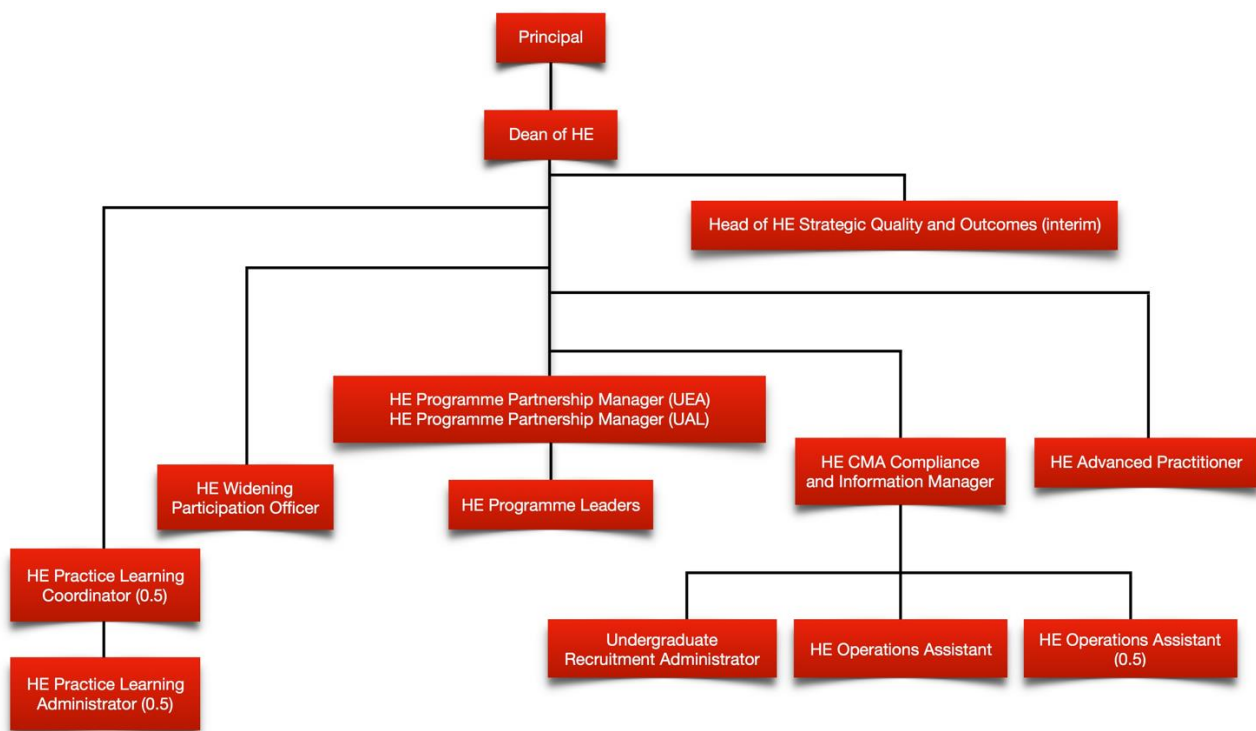 Principal
Dean of HE
Head of HE Strategic Quality and Outcomes (interim)
HE Programme Partnership Manager (UEA)
HE Programme Partnership Manager (UAL)
HE Widening
Participation Officer
HE Programme Leaders
HE CMA Compliance
and Information Manager
HE Advanced Practitioner
HE Practice Learning
Coordinator (0.5)
HE Practice Learning
Administrator (0.5)
Undergraduate
Recruitment Administrator
HE Operations Assistant
HE Operations Assistant
(0.5)